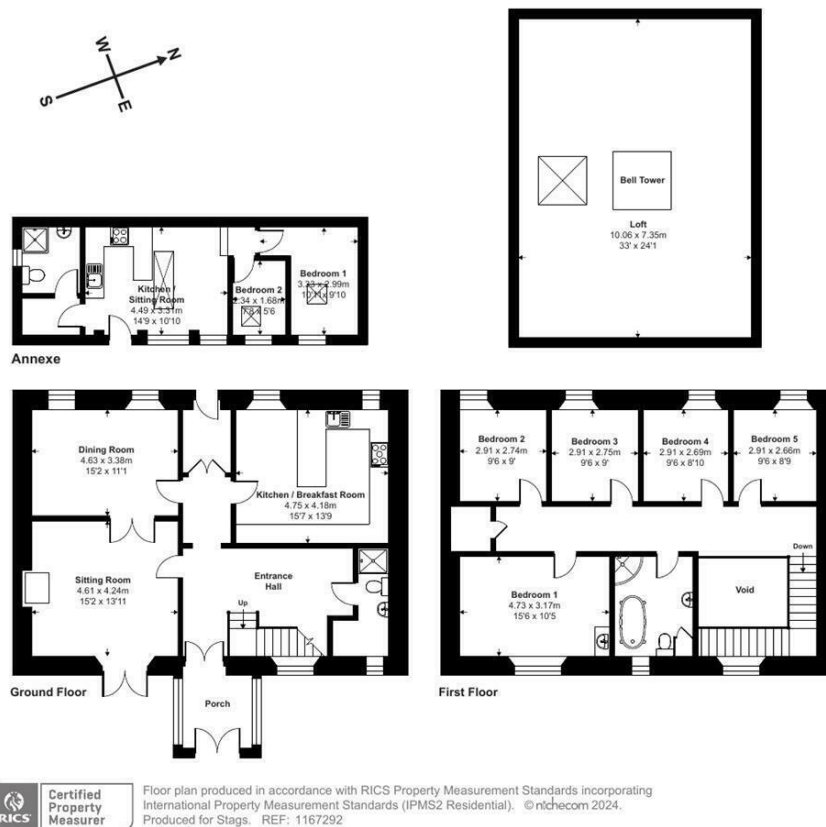 W
N
S
E
Bell Tower
Loft
10.06 x 7.35m
33' x 24'1
Kitchen /
Sitting Room
4.49 x 3.31m
14'9 x 10'10
Bedroom 2
2.34 x 1.68m
x 5'6
Bedroom 1
x 2.99m
x 9'10
Annexe
Dining Room
4.63 x 3.38m
15'2 x 11'1
Kitchen / Breakfast Room
4.75 x 4.18m
15'7 x 13'9
Sitting Room
4.61 x 4.24m
15'2 x 13'11
Entrance
Hall
Up
Porch
Ground Floor
Bedroom 2
2.91 x 2.74m
9'6 x 9'
Bedroom 3
2.91 x 2.75m
9'6 x 9'
Bedroom 4
2.91 x 2.69m
9'6 x 8'10
Bedroom 5
2.91 x 2.66m
9'6 x 8'9
Down
Void
Bedroom 1
4.73 x 3.17m
15'6 x 10'5
First Floor
RICS
Certified
Property
Measurer
Floor plan produced in accordance with RICS Property Measurement Standards incorporating
International Property Measurement Standards (IPMS2 Residential). © nichecom 2024.
Produced for Stags. REF: 1167292